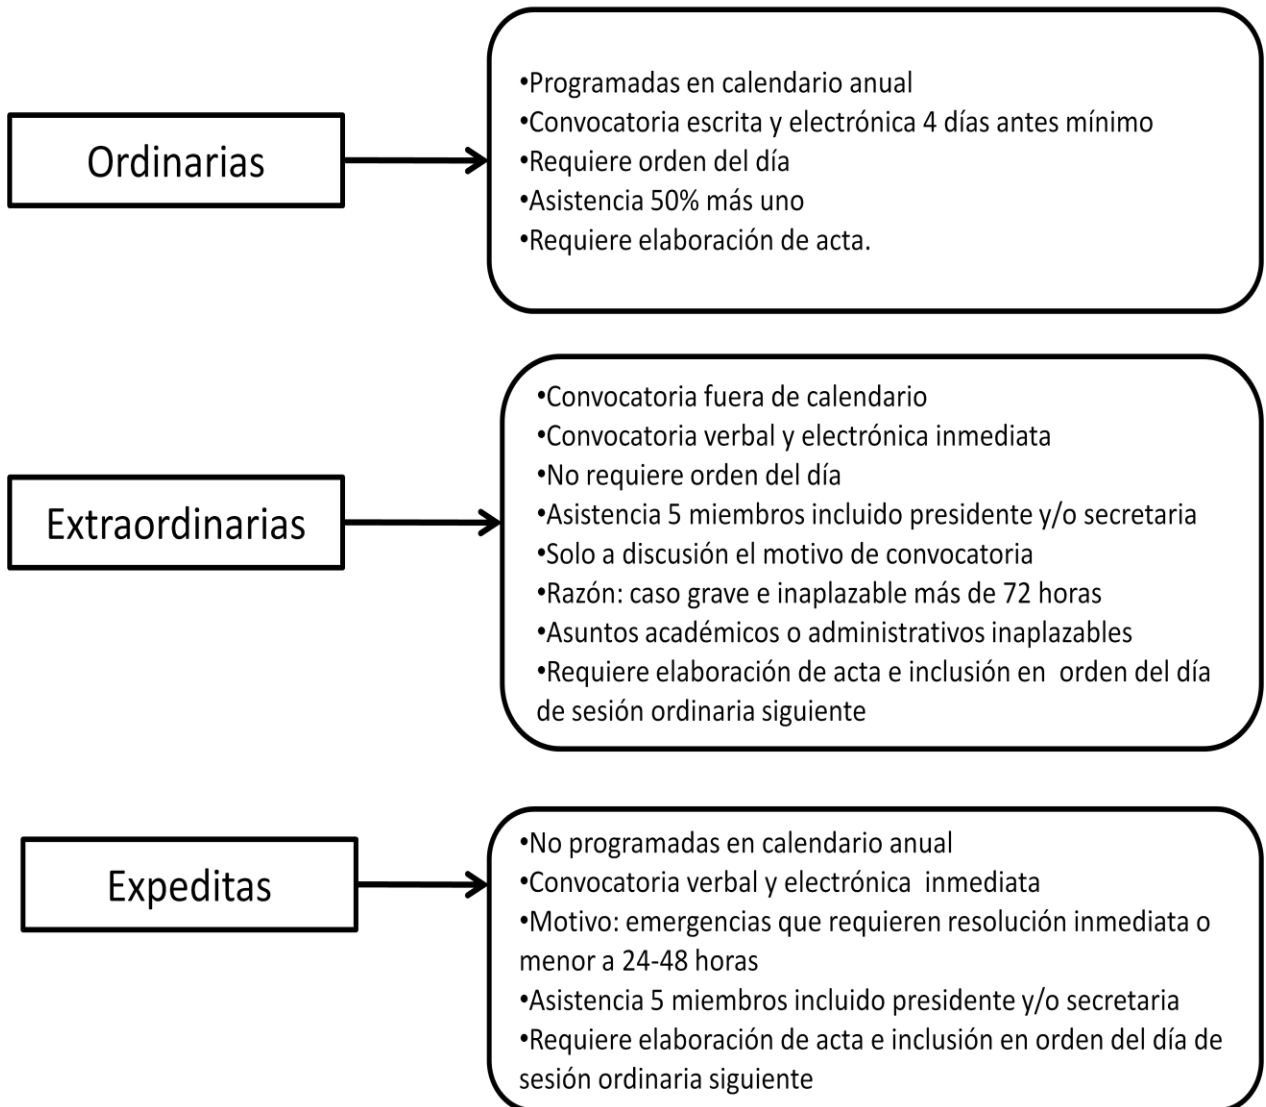 Ordinarias
•Programadas en calendario anual
•Convocatoria escrita y electrónica 4 días antes mínimo
•Requiere orden del día
•Asistencia 50% más uno
•Requiere elaboración de acta.
Extraordinarias
•Convocatoria fuera de calendario
•Convocatoria verbal y electrónica inmediata
•No requiere orden del día
•Asistencia 5 miembros incluido presidente y/o secretaria
•Solo a discusión el motivo de convocatoria
•Razón: caso grave e inaplazable más de 72 horas
•Asuntos académicos o administrativos inaplazables
•Requiere elaboración de acta e inclusión en orden del día
de sesión ordinaria siguiente
Expeditas
•No programadas en calendario anual
•Convocatoria verbal y electrónica inmediata
•Motivo: emergencias que requieren resolución inmediata o
menor a 24-48 horas
•Asistencia 5 miembros incluido presidente y/o secretaria
•Requiere elaboración de acta e inclusión en orden del día de
sesión ordinaria siguiente